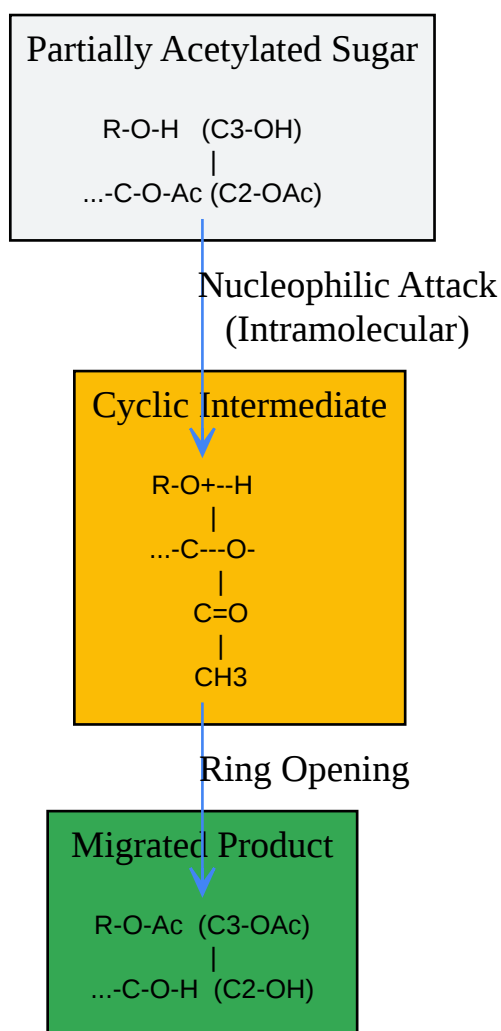 Partially Acetylated Sugar
R-O-H (C3-OH)
|
...-C-O-Ac (C2-OAc)
Nucleophilic Attack
(Intramolecular)
Cyclic Intermediate
R-O+--H
|
...-C---O-
|
C=O
|
CH3
Ring Opening
Migrated Product
R-O-Ac (C3-OAc)
|
...-C-O-H (C2-OH)